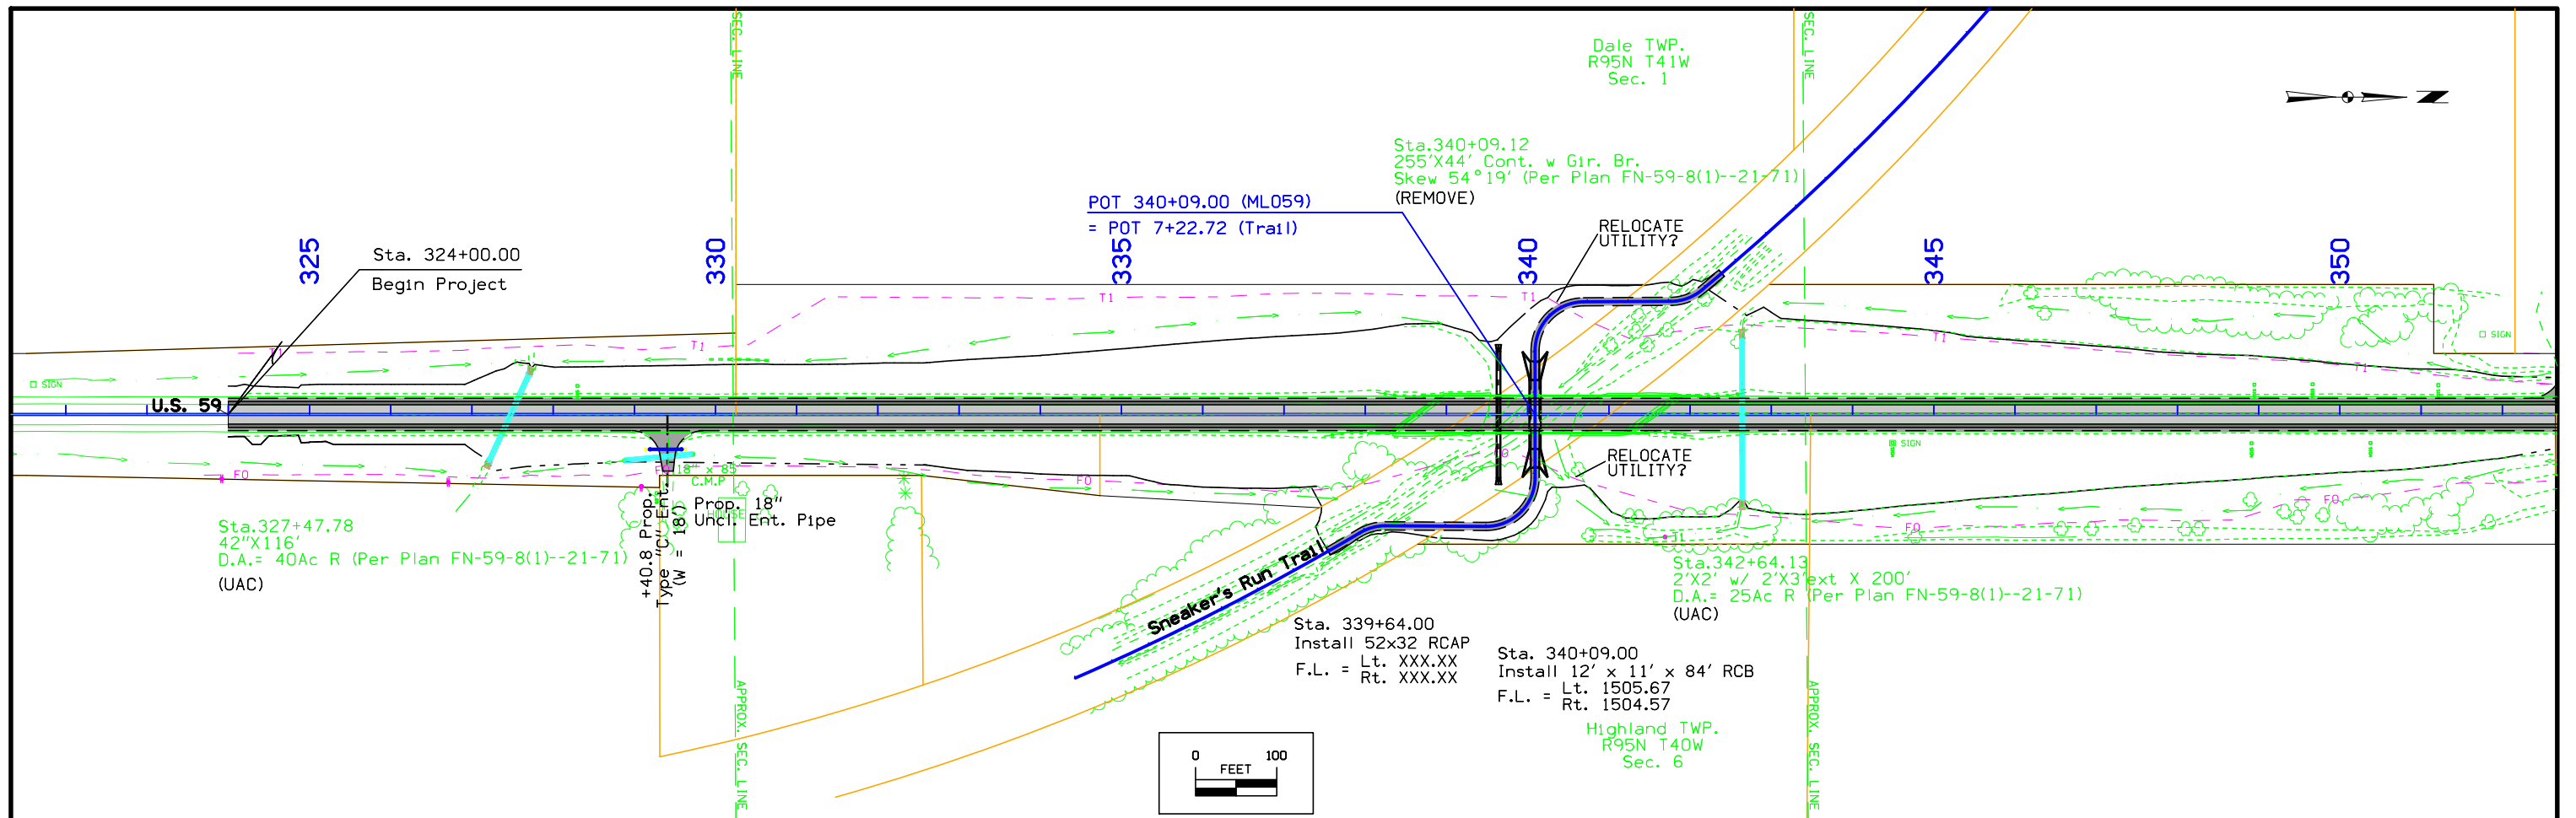 SEC. LINE
SEC. LINE
Dale TWP.
R95N T41W
Sec. 1
N
Sta.340+09.12
255'X44' Cont. w Gir. Br.
Skew 54°19' (Per Plan FN-59-8(1)--21-71)
(REMOVE)
POT 340+09.00 (ML059)
= POT 7+22.72 (Trail)
RELOCATE
UTILITY?
Sta. 324+00.00
Begin Project
325
330
335
340
345
350
T1
T1
T1
T1
T1
T1
T1
SIGN
SIGN
U.S. 59
SIGN
RELOCATE
UTILITY?
FO
FO
FO
FO
18" x 85'
C.M.P
HOUSE
Prop. 18"
Uncl. Ent. Pipe
+40.8 Prop.
Type "C" Ent.
(W = 18')
Sta.327+47.78
42"X116'
D.A.= 40Ac R (Per Plan FN-59-8(1)--21-71)
(UAC)
Sneaker's Run Trail
Sta.342+64.13
2'X2' w/ 2'X3'ext X 200'
D.A.= 25Ac R (Per Plan FN-59-8(1)--21-71)
(UAC)
Sta. 339+64.00
Install 52x32 RCAP
F.L. = Lt. XXX.XX
Rt. XXX.XX
Sta. 340+09.00
Install 12' x 11' x 84' RCB
F.L. = Lt. 1505.67
Rt. 1504.57
Highland TWP.
R95N T40W
Sec. 6
APPROX. SEC. LINE
APPROX. SEC. LINE
0 100
FEET